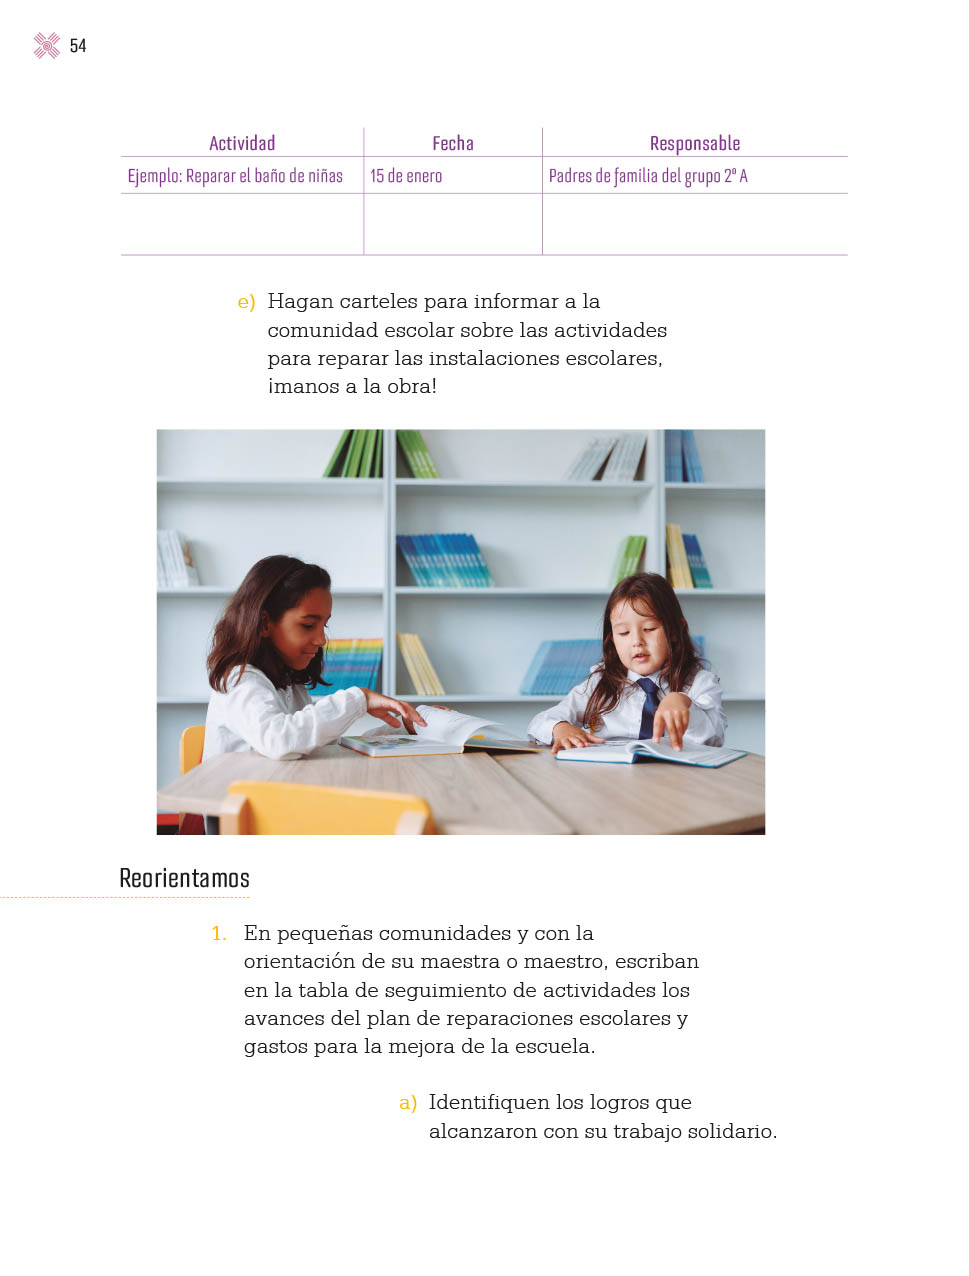 54
Actividad Fecha Responsable
Ejemplo: Reparar el baño de niñas 15 de enero Padres de familia del grupo 2º A
e) Hagan carteles para informar a la
comunidad escolar sobre las actividades
para reparar las instalaciones escolares,
¡manos a la obra!
Reorientamos
1. En pequeñas comunidades y con la
orientación de su maestra o maestro, escriban
en la tabla de seguimiento de actividades los
avances del plan de reparaciones escolares y
gastos para la mejora de la escuela.
a) Identifiquen los logros que
alcanzaron con su trabajo solidario.